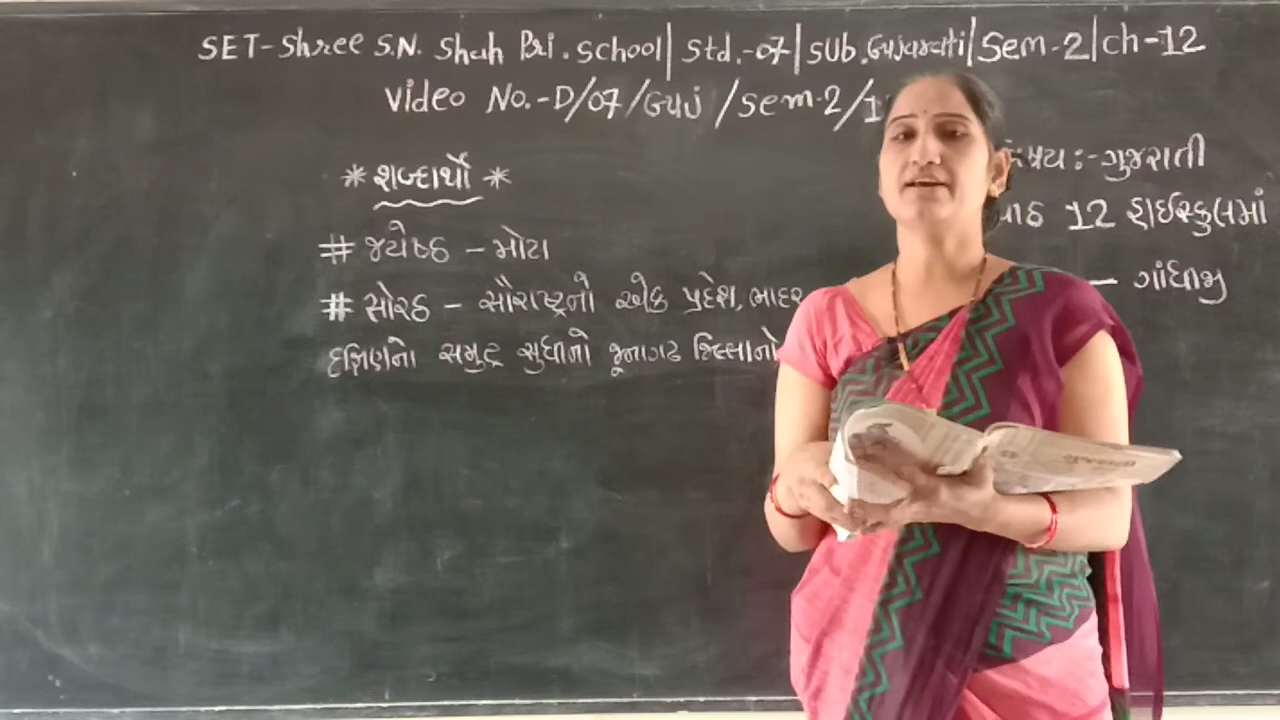 SET-Shree S.N. Shah Pri. School | Std.-07 | Sub. Gujarati | Sem-2 | ch-12
Video No.-D/07/Guj/Sem-2/1
* શબ્દાર્થો *
# જ્યેષ્ઠ - મોટા
# સોરઠ - સૌરાષ્ટ્રનો એક પ્રદેશ, ભાદર
દક્ષિણનો સમુદ્ર સુધીનો જૂનાગઢ જિલ્લાનો
:- ગુજરાતી
12 હાઈસ્કૂલમાં
— ગાંધીજી